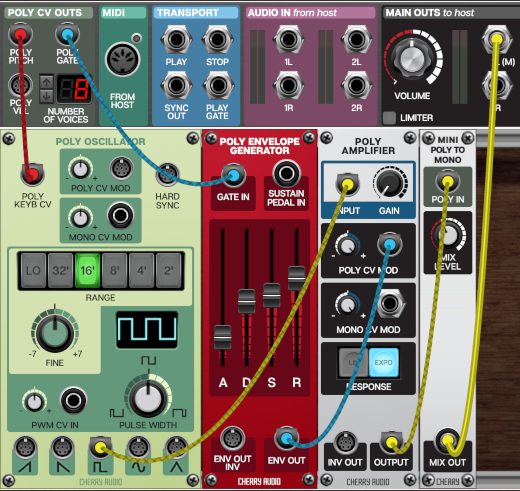 POLY CV OUTS
MIDI
TRANSPORT
AUDIO IN from host
MAIN OUTS to host
POLY
PITCH
POLY
GATE
POLY
VEL
8
NUMBER
OF VOICES
FROM
HOST
PLAY
STOP
SYNC
OUT
PLAY
GATE
1L
2L
1R
2R
VOLUME
LIMITER
(M)
R
POLY OSCILLATOR
POLY CV MOD
POLY
KEYB CV
HARD
SYNC
MONO CV MOD
LO
32'
16'
8'
4'
2'
RANGE
-7
+7
FINE
PWM CV IN
PULSE WIDTH
CHERRY AUDIO
POLY ENVELOPE
GENERATOR
GATE IN
SUSTAIN
PEDAL IN
A
D
S
R
ENV OUT
INV
ENV OUT
CHERRY AUDIO
POLY
AMPLIFIER
INPUT
GAIN
POLY CV MOD
MONO CV MOD
EXPO
RESPONSE
INV OUT
OUTPUT
CHERRY AUDIO
MINI
POLY TO
MONO
POLY IN
MIX
LEVEL
MIX OUT
CHERRY AUDIO